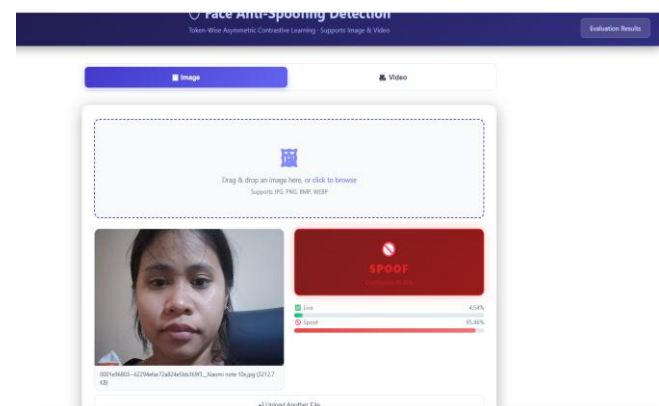 Face Anti-Spoofing Detection
Token-Wise Asymmetric Contrastive Learning · Supports Image & Video
Evaluation Results
Image
Video
Drag & drop an image here, or click to browse
Supports JPG, PNG, BMP, WEBP
SPOOF
Live 4.54%
Spoof 95.46%
Upload Another File